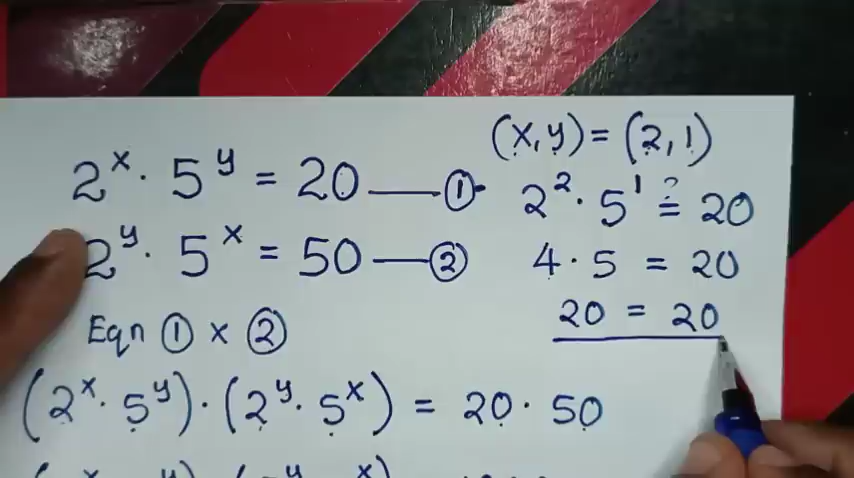 2^x · 5^y = 20 —— ①
2^y · 5^x = 50 —— ②
Eqn ① × ②
(2^x · 5^y) · (2^y · 5^x) = 20 · 50
(x,y) = (2,1)
2^2 · 5^1 ≟ 20
4 · 5 = 20
20 = 20